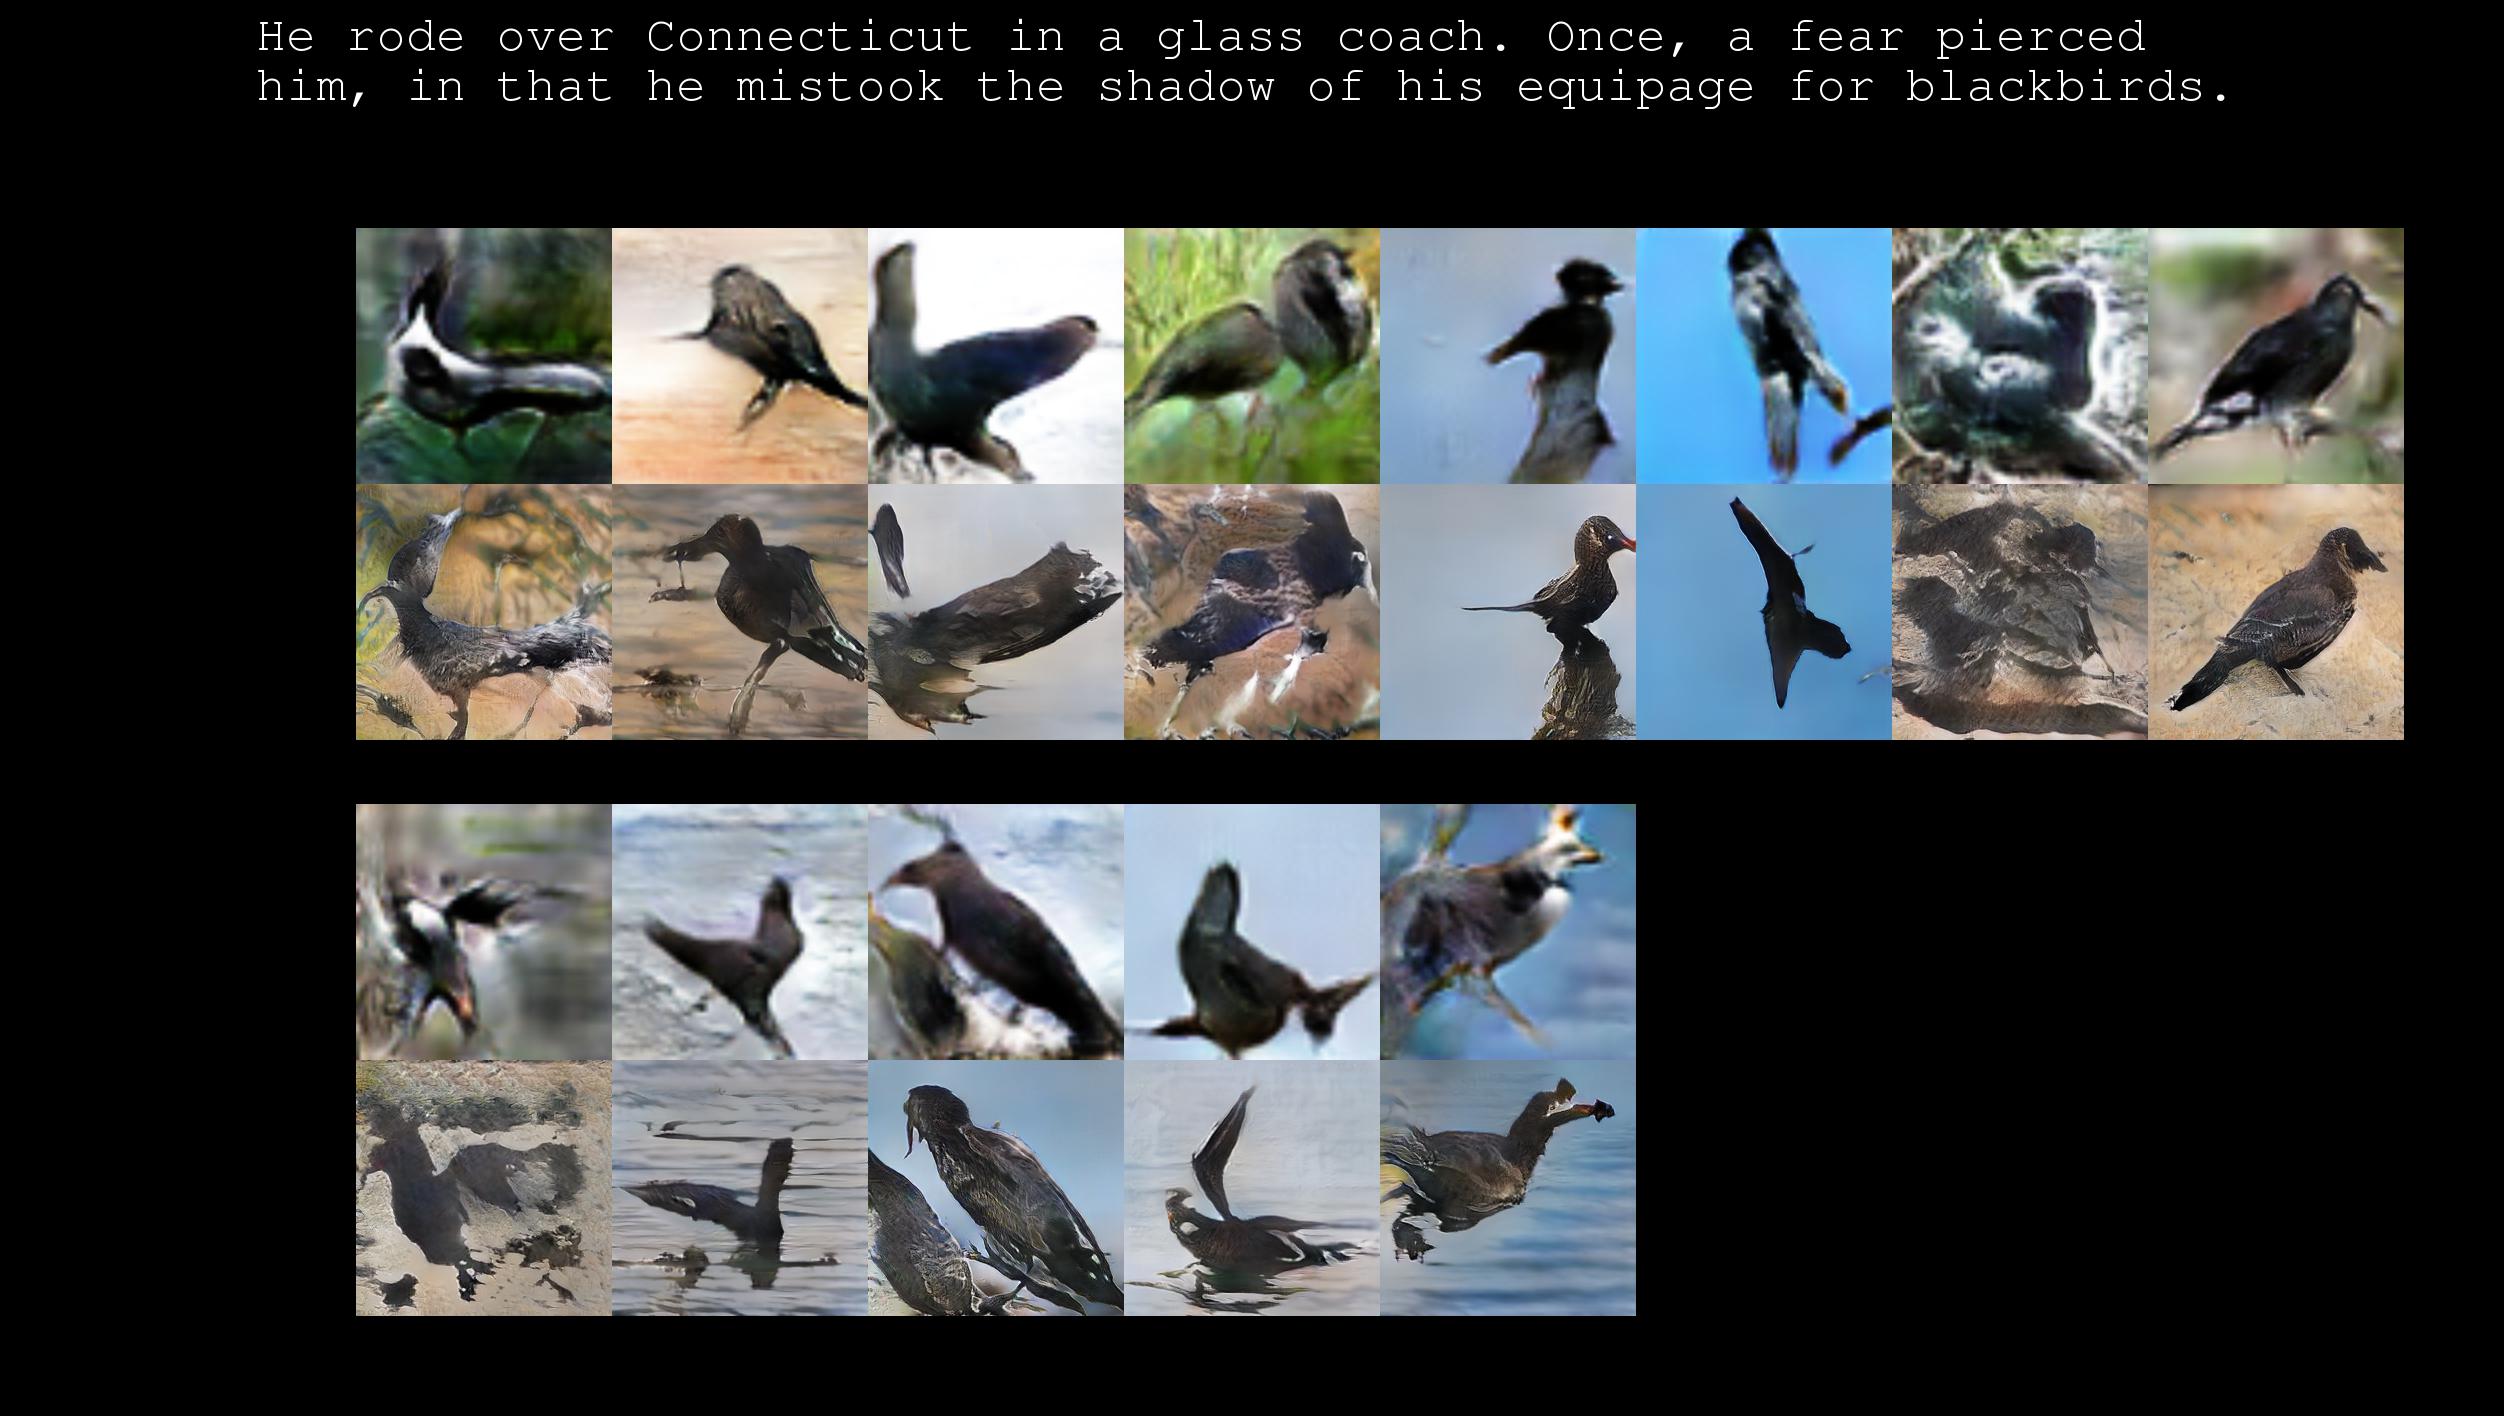 He rode over Connecticut in a glass coach. Once, a fear pierced
him, in that he mistook the shadow of his equipage for blackbirds.